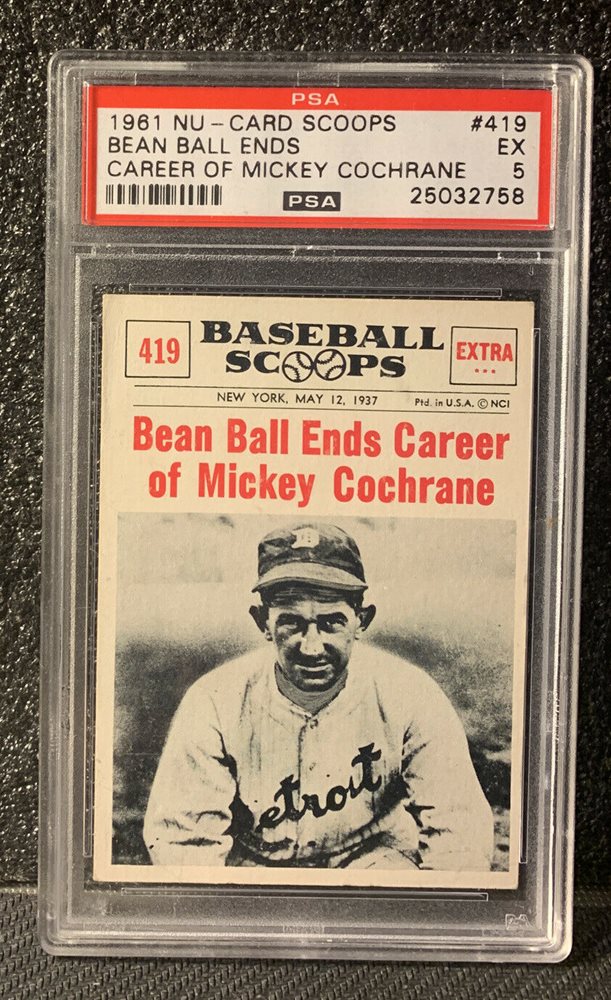 PSA
1961 NU-CARD SCOOPS #419
BEAN BALL ENDS EX
CAREER OF MICKEY COCHRANE 5
PSA 25032758
419 BASEBALL SCOOPS EXTRA ...
NEW YORK, MAY 12, 1937 Ptd. in U.S.A. © NCI
Bean Ball Ends Career
of Mickey Cochrane
D
Detroit